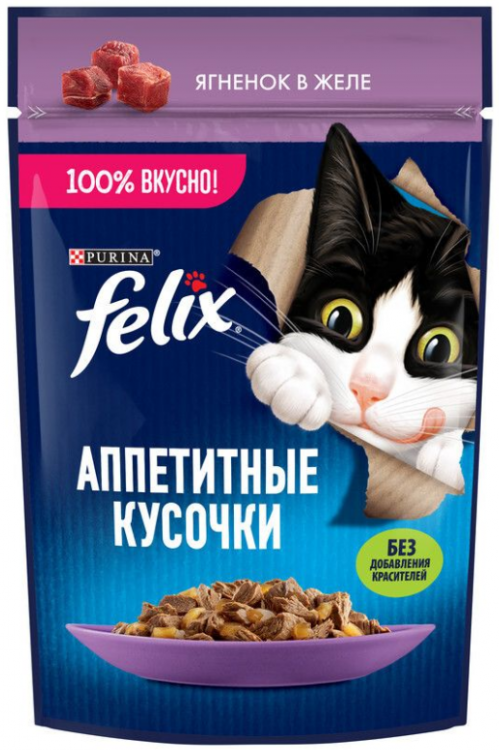 ЯГНЕНОК В ЖЕЛЕ
100% ВКУСНО!
PURINA®
felix®
АППЕТИТНЫЕ
КУСОЧКИ
БЕЗ
ДОБАВЛЕНИЯ
КРАСИТЕЛЕЙ